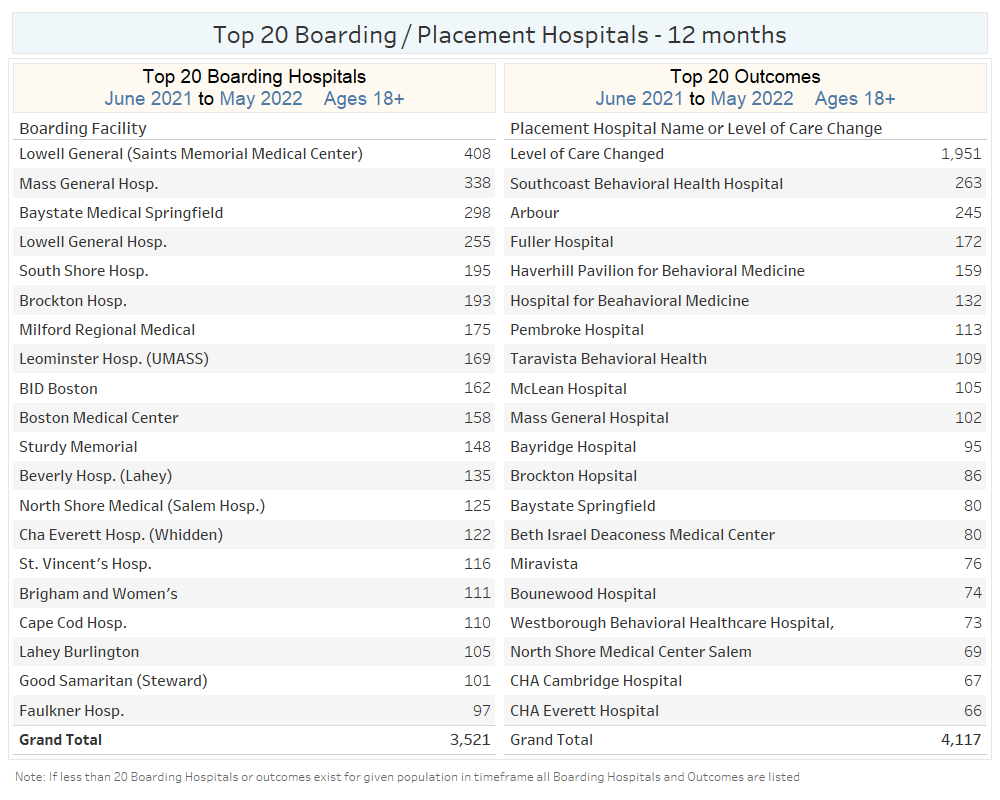 Top 20 Boarding / Placement Hospitals - 12 months
Top 20 Boarding Hospitals
June 2021 to May 2022 Ages 18+
Boarding Facility
Lowell General (Saints Memorial Medical Center) 408
Mass General Hosp. 338
Baystate Medical Springfield 298
Lowell General Hosp. 255
South Shore Hosp. 195
Brockton Hosp. 193
Milford Regional Medical 175
Leominster Hosp. (UMASS) 169
BID Boston 162
Boston Medical Center 158
Sturdy Memorial 148
Beverly Hosp. (Lahey) 135
North Shore Medical (Salem Hosp.) 125
Cha Everett Hosp. (Whidden) 122
St. Vincent's Hosp. 116
Brigham and Women's 111
Cape Cod Hosp. 110
Lahey Burlington 105
Good Samaritan (Steward) 101
Faulkner Hosp. 97
Grand Total 3,521
Top 20 Outcomes
June 2021 to May 2022 Ages 18+
Placement Hospital Name or Level of Care Change
Level of Care Changed 1,951
Southcoast Behavioral Health Hospital 263
Arbour 245
Fuller Hospital 172
Haverhill Pavilion for Behavioral Medicine 159
Hospital for Beahavioral Medicine 132
Pembroke Hospital 113
Taravista Behavioral Health 109
McLean Hospital 105
Mass General Hospital 102
Bayridge Hospital 95
Brockton Hopsital 86
Baystate Springfield 80
Beth Israel Deaconess Medical Center 80
Miravista 76
Bounewood Hospital 74
Westborough Behavioral Healthcare Hospital, 73
North Shore Medical Center Salem 69
CHA Cambridge Hospital 67
CHA Everett Hospital 66
Grand Total 4,117
Note: If less than 20 Boarding Hospitals or outcomes exist for given population in timeframe all Boarding Hospitals and Outcomes are listed